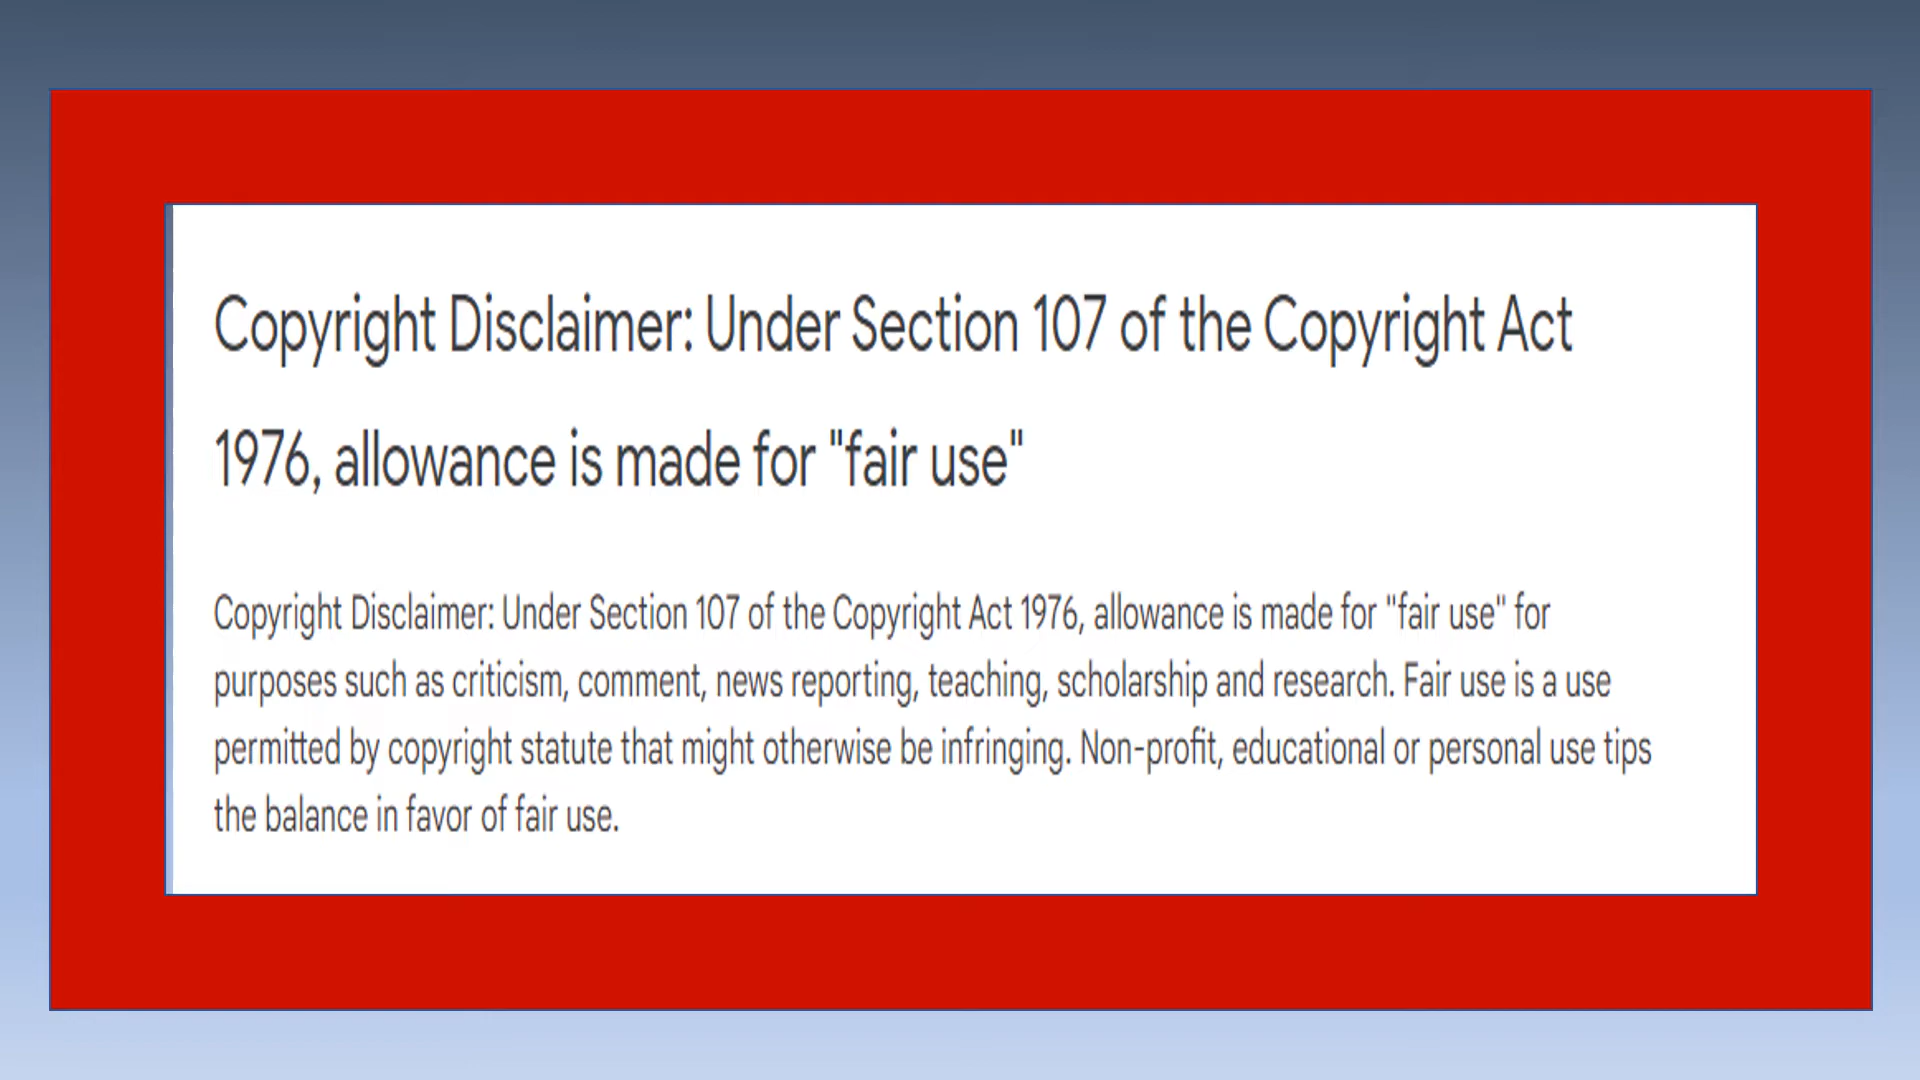 Copyright Disclaimer: Under Section 107 of the Copyright Act
1976, allowance is made for "fair use"
Copyright Disclaimer: Under Section 107 of the Copyright Act 1976, allowance is made for "fair use" for
purposes such as criticism, comment, news reporting, teaching, scholarship and research. Fair use is a use
permitted by copyright statute that might otherwise be infringing. Non-profit, educational or personal use tips
the balance in favor of fair use.